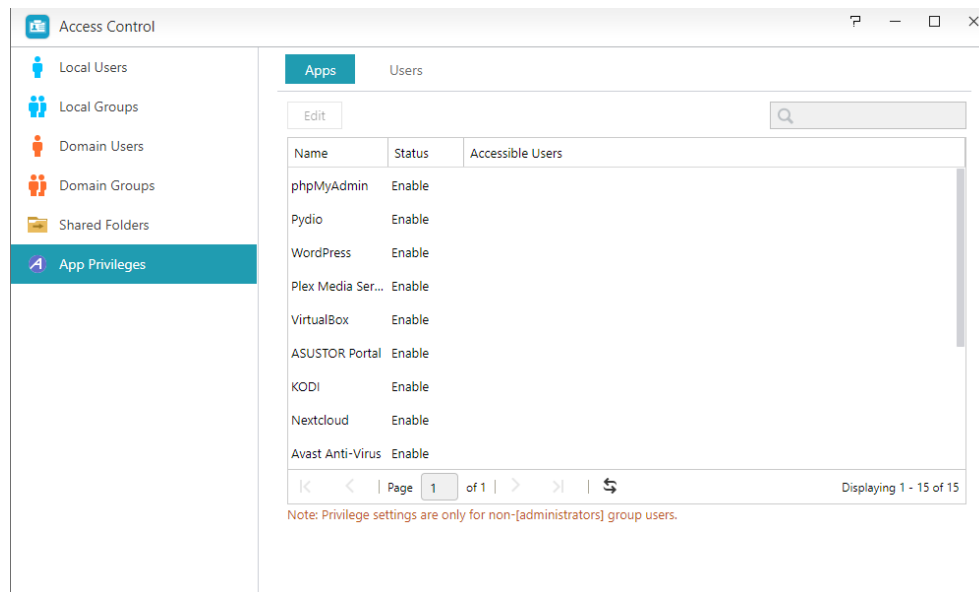 Access Control
Local Users
Local Groups
Domain Users
Domain Groups
Shared Folders
App Privileges
Apps Users
Edit
Name Status Accessible Users
phpMyAdmin Enable
Pydio Enable
WordPress Enable
Plex Media Ser... Enable
VirtualBox Enable
ASUSTOR Portal Enable
KODI Enable
Nextcloud Enable
Avast Anti-Virus Enable
Page 1 of 1 Displaying 1 - 15 of 15
Note: Privilege settings are only for non-[administrators] group users.